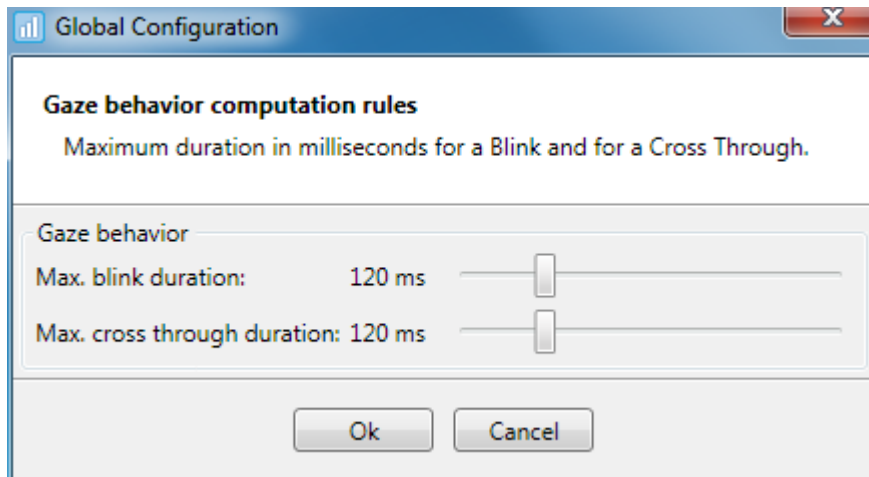 Global Configuration
x
Gaze behavior computation rules
Maximum duration in milliseconds for a Blink and for a Cross Through.
Gaze behavior
Max. blink duration: 120 ms
Max. cross through duration: 120 ms
Ok Cancel